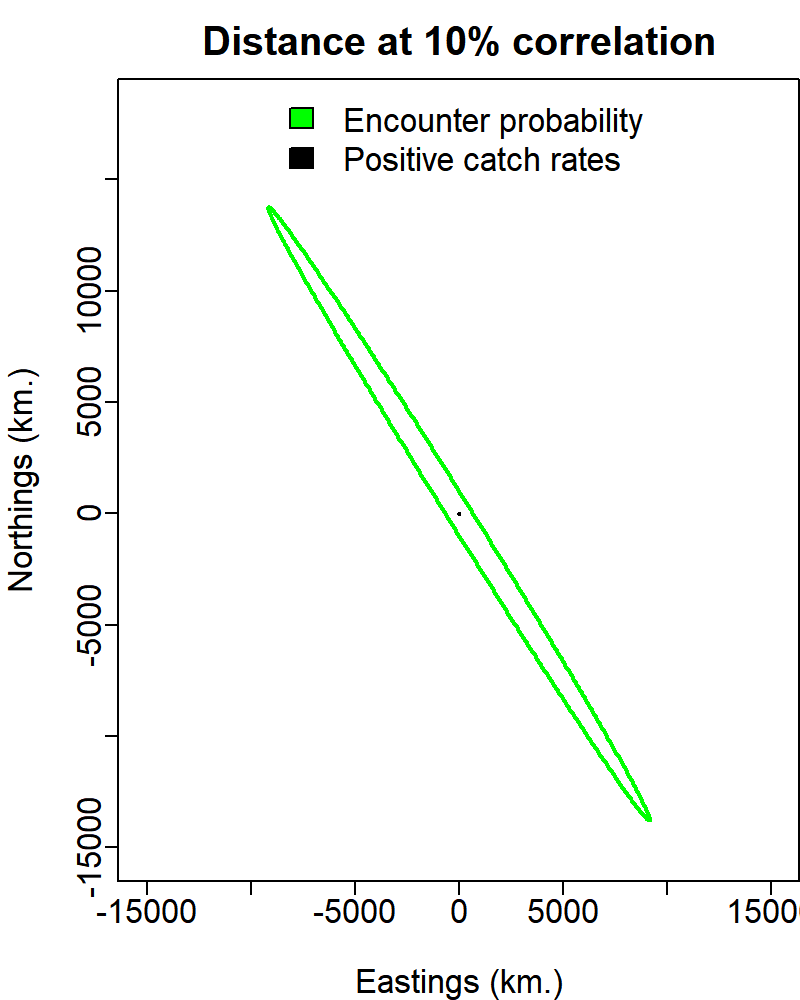 Distance at 10% correlation
Encounter probability
Positive catch rates
Northings (km.)
10000
5000
0
-5000
-15000
-15000 -5000 0 5000 1500
Eastings (km.)